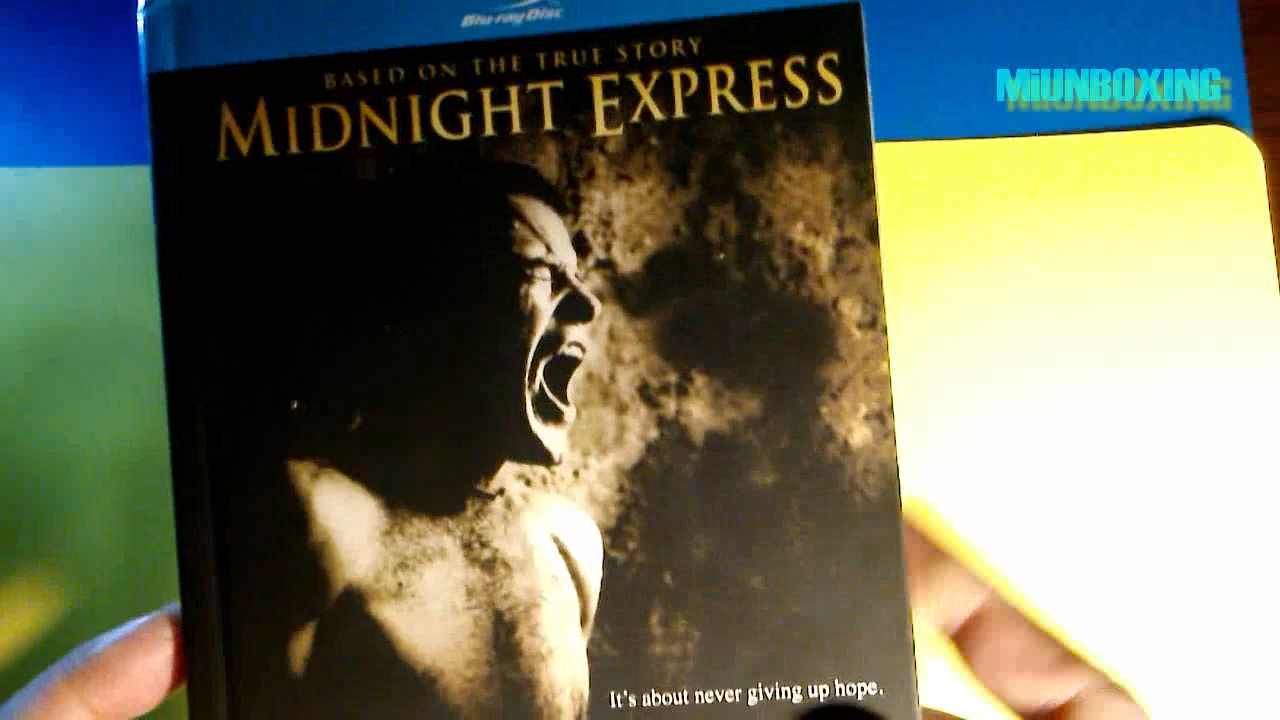 Blu-ray Disc
BASED ON THE TRUE STORY
MIDNIGHT EXPRESS
MiUNBOXING
It's about never giving up hope.